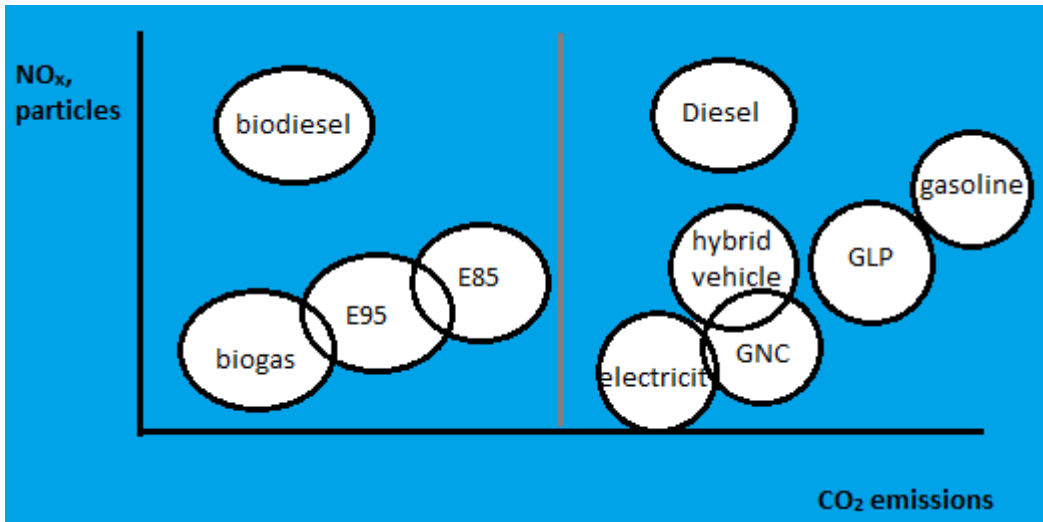 NOₓ,
particles
biodiesel
Diesel
gasoline
hybrid
vehicle
GLP
E85
E95
biogas
GNC
electricit
CO₂ emissions